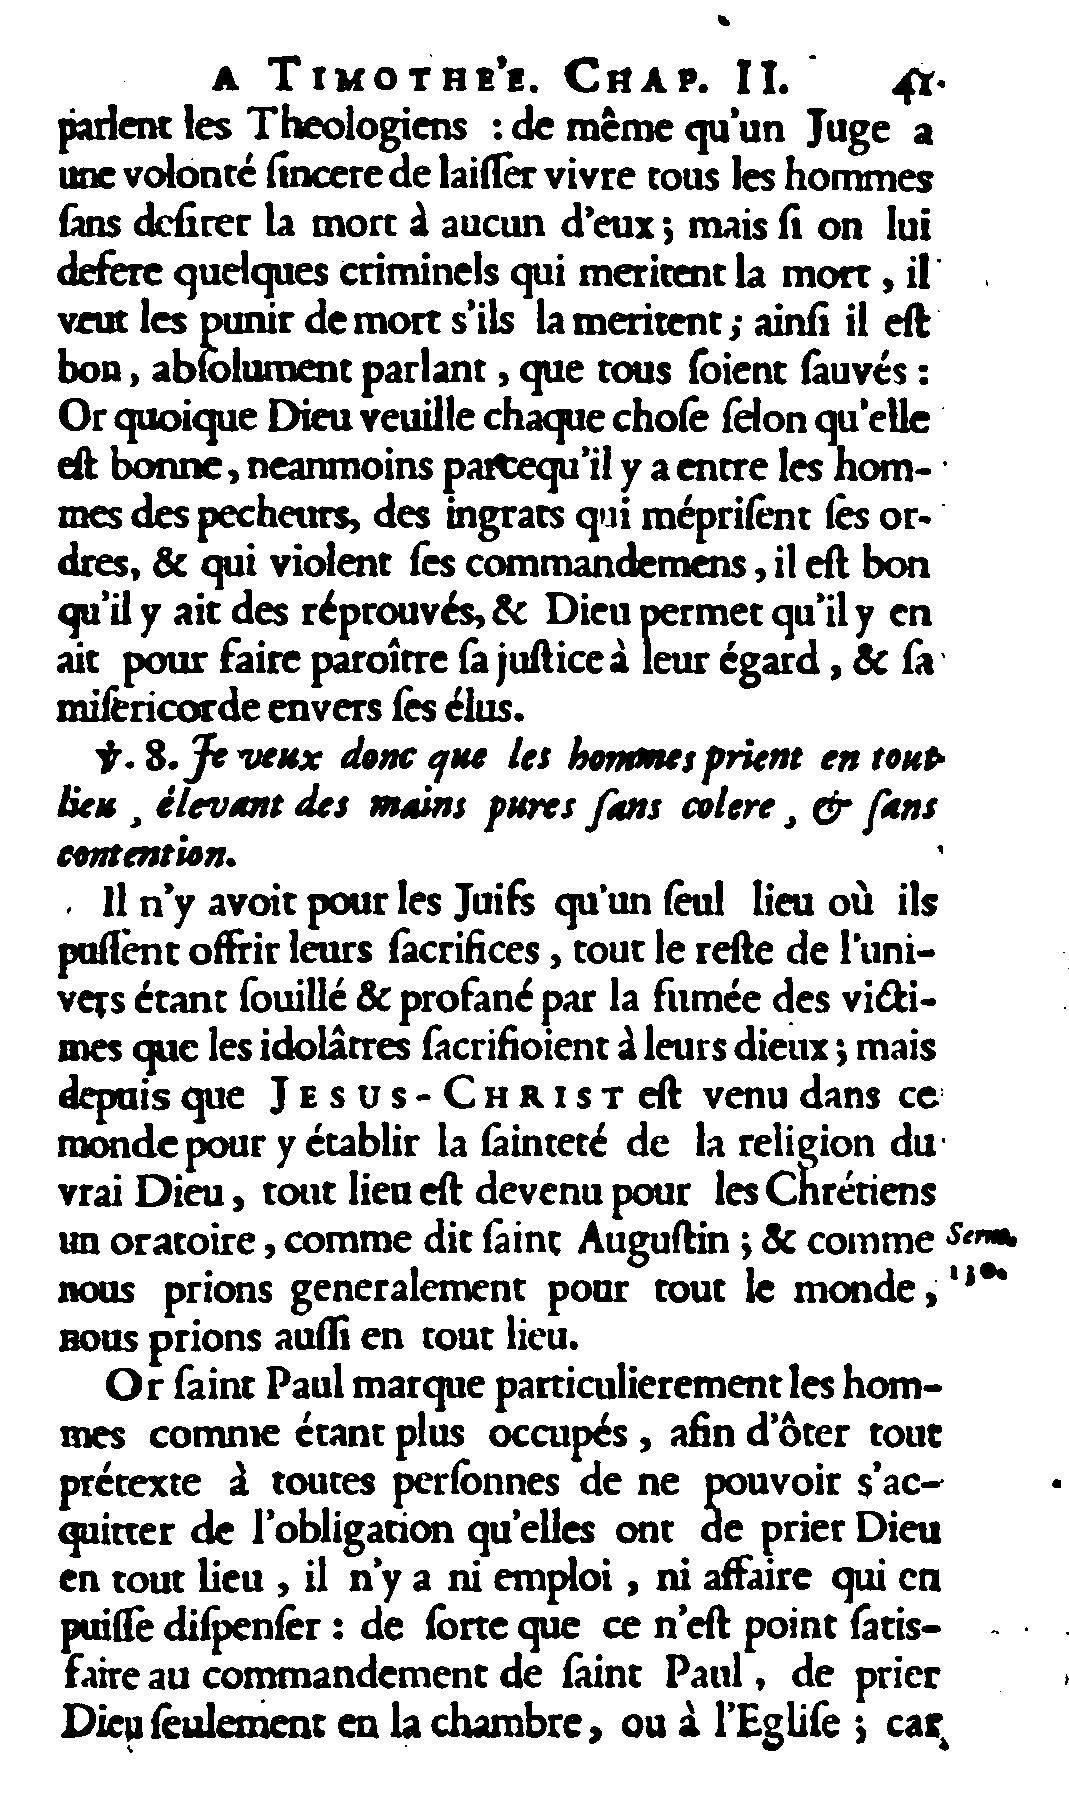 A TIMOTHE'E. CHAP. II. 41.
parlent les Theologiens : de même qu'un Juge a
une volonté ſincere de laiſſer vivre tous les hommes
ſans deſirer la mort à aucun d'eux ; mais ſi on lui
defere quelques criminels qui meritent la mort , il
veut les punir de mort s'ils la meritent ; ainſi il eſt
bon , abſolument parlant , que tous ſoient ſauvés :
Or quoique Dieu veuille chaque choſe ſelon qu'elle
eſt bonne , neanmoins parcequ'il y a entre les hom-
mes des pecheurs, des ingrats qui mépriſent ſes or-
dres, & qui violent ſes commandemens , il eſt bon
qu'il y ait des réprouvés, & Dieu permet qu'il y en
ait pour faire paroître ſa juſtice à leur égard , & ſa
miſericorde envers ſes élus.
℣. 8. Je veux donc que les hommes prient en tout
lieu , élevant des mains pures ſans colere , & ſans
contention.
Il n'y avoit pour les Juifs qu'un ſeul lieu où ils
puſſent offrir leurs ſacrifices , tout le reſte de l'uni-
vers étant ſouillé & profané par la fumée des victi-
mes que les idolâtres ſacrifioient à leurs dieux ; mais
depuis que JESUS-CHRIST eſt venu dans ce
monde pour y établir la ſainteté de la religion du
vrai Dieu , tout lieu eſt devenu pour les Chrétiens
un oratoire , comme dit ſaint Auguſtin ; & comme Serm.
nous prions generalement pour tout le monde , 130.
nous prions auſſi en tout lieu.
Or ſaint Paul marque particulierement les hom-
mes comme étant plus occupés , afin d'ôter tout
prétexte à toutes perſonnes de ne pouvoir s'ac-
quitter de l'obligation qu'elles ont de prier Dieu
en tout lieu , il n'y a ni emploi , ni affaire qui en
puiſſe diſpenſer : de ſorte que ce n'eſt point ſatis-
faire au commandement de ſaint Paul , de prier
Dieu ſeulement en la chambre, ou à l'Egliſe ; car